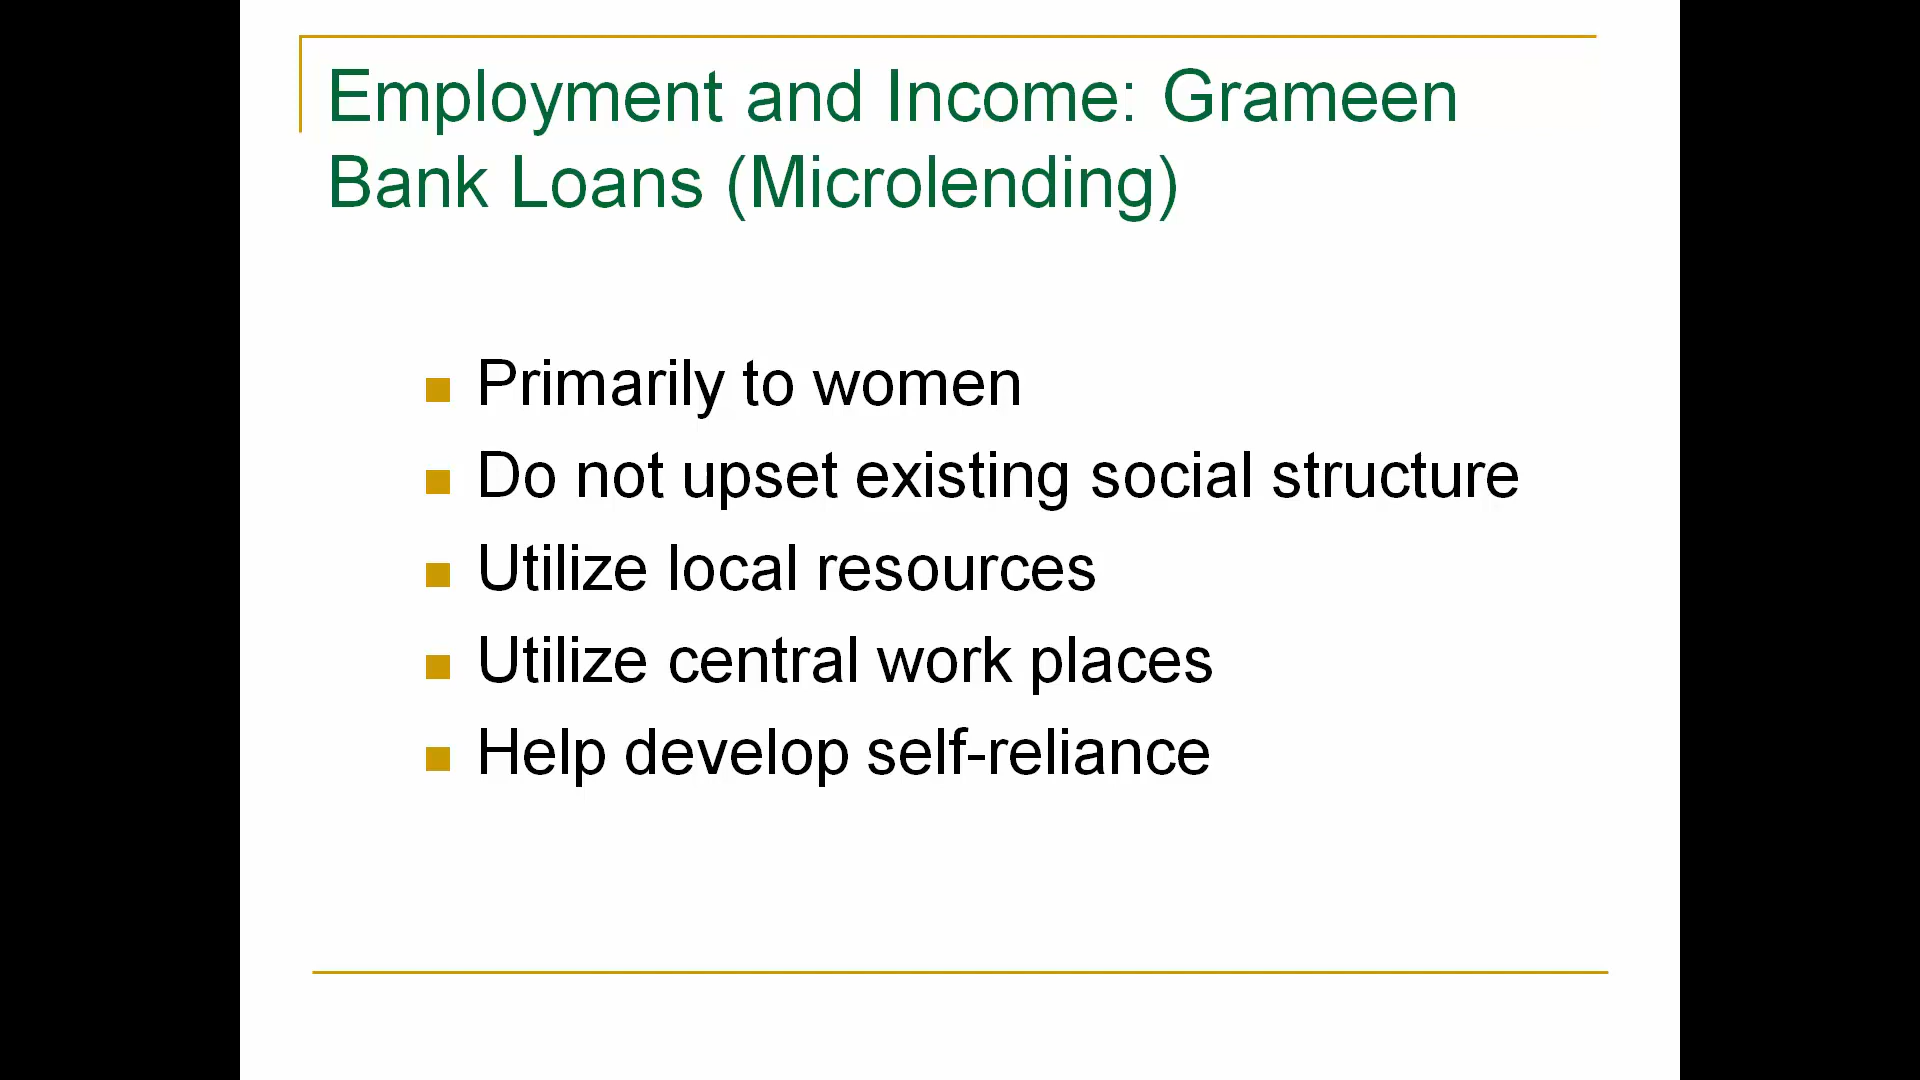 Employment and Income: Grameen
Bank Loans (Microlending)
Primarily to women
Do not upset existing social structure
Utilize local resources
Utilize central work places
Help develop self-reliance